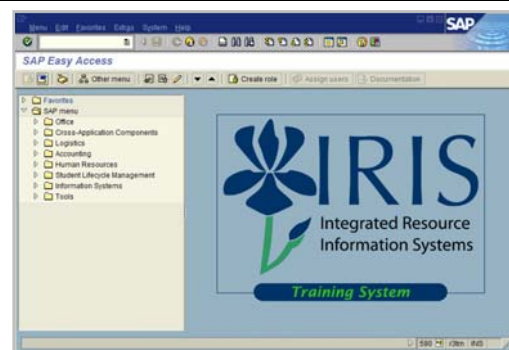 Menu Edit Favorites Extras System Help
SAP
SAP Easy Access
Other menu Create role Assign users Documentation
Favorites
SAP menu
Office
Cross-Application Components
Logistics
Accounting
Human Resources
Student Lifecycle Management
Information Systems
Tools
IRIS
Integrated Resource
Information Systems
Training System
INS